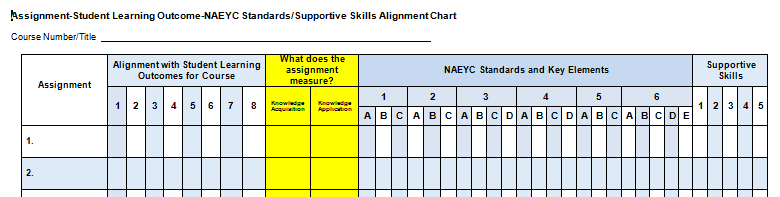 Assignment-Student Learning Outcome-NAEYC Standards/Supportive Skills Alignment Chart
Course Number/Title
Assignment
Alignment with Student Learning
Outcomes for Course
What does the
assignment
measure?
NAEYC Standards and Key Elements
Supportive
Skills
1 2 3 4 5 6 7 8
Knowledge
Acquisition
Knowledge
Application
1 2 3 4 5 6
A B C A B C A B C D A B C D A B C A B C D E
1 2 3 4 5
1.
2.